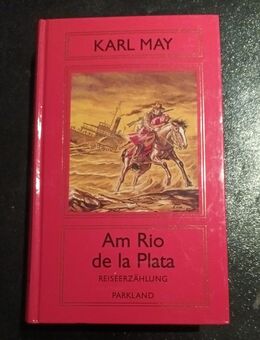 KARL MAY
Am Rio
de la Plata
REISEERZÄHLUNG
PARKLAND